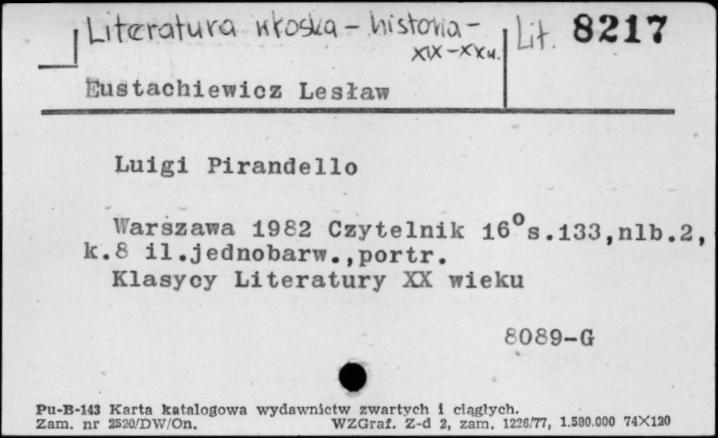 Literatura włoska - historia -
XIX-XXw.
Lit. 8217
Eustachiewicz Lesław
Luigi Pirandello
Warszawa 1982 Czytelnik 16°s.133,nlb.2,
k.8 il.jednobarw.,portr.
Klasycy Literatury XX wieku
8089-G
Pu-B-143 Karta katalogowa wydawnictw zwartych i ciągłych.
Zam. nr 2520/DW/On. WZGraf. Z-d 2, zam. 1226/77, 1.580.000 74X120